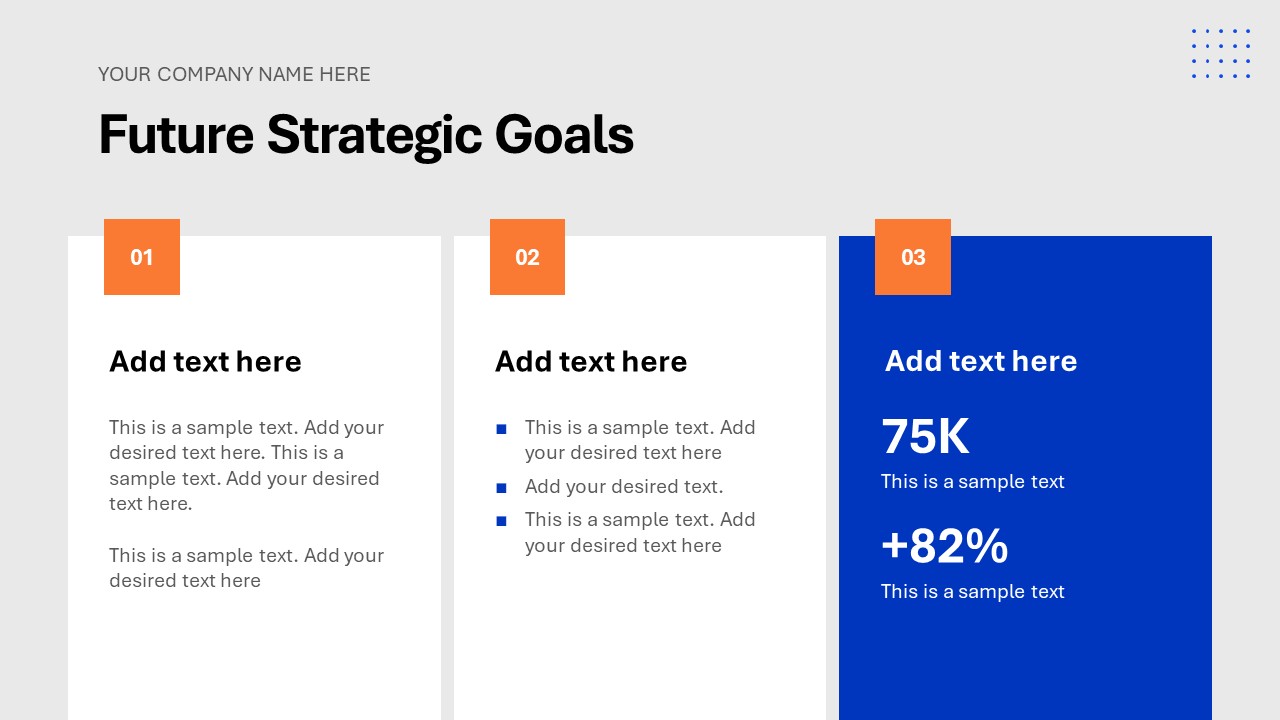 YOUR COMPANY NAME HERE
Future Strategic Goals
01
Add text here
This is a sample text. Add your
desired text here. This is a
sample text. Add your desired
text here.
This is a sample text. Add your
desired text here
02
Add text here
This is a sample text. Add
your desired text here
Add your desired text.
This is a sample text. Add
your desired text here
03
Add text here
75K
This is a sample text
+82%
This is a sample text